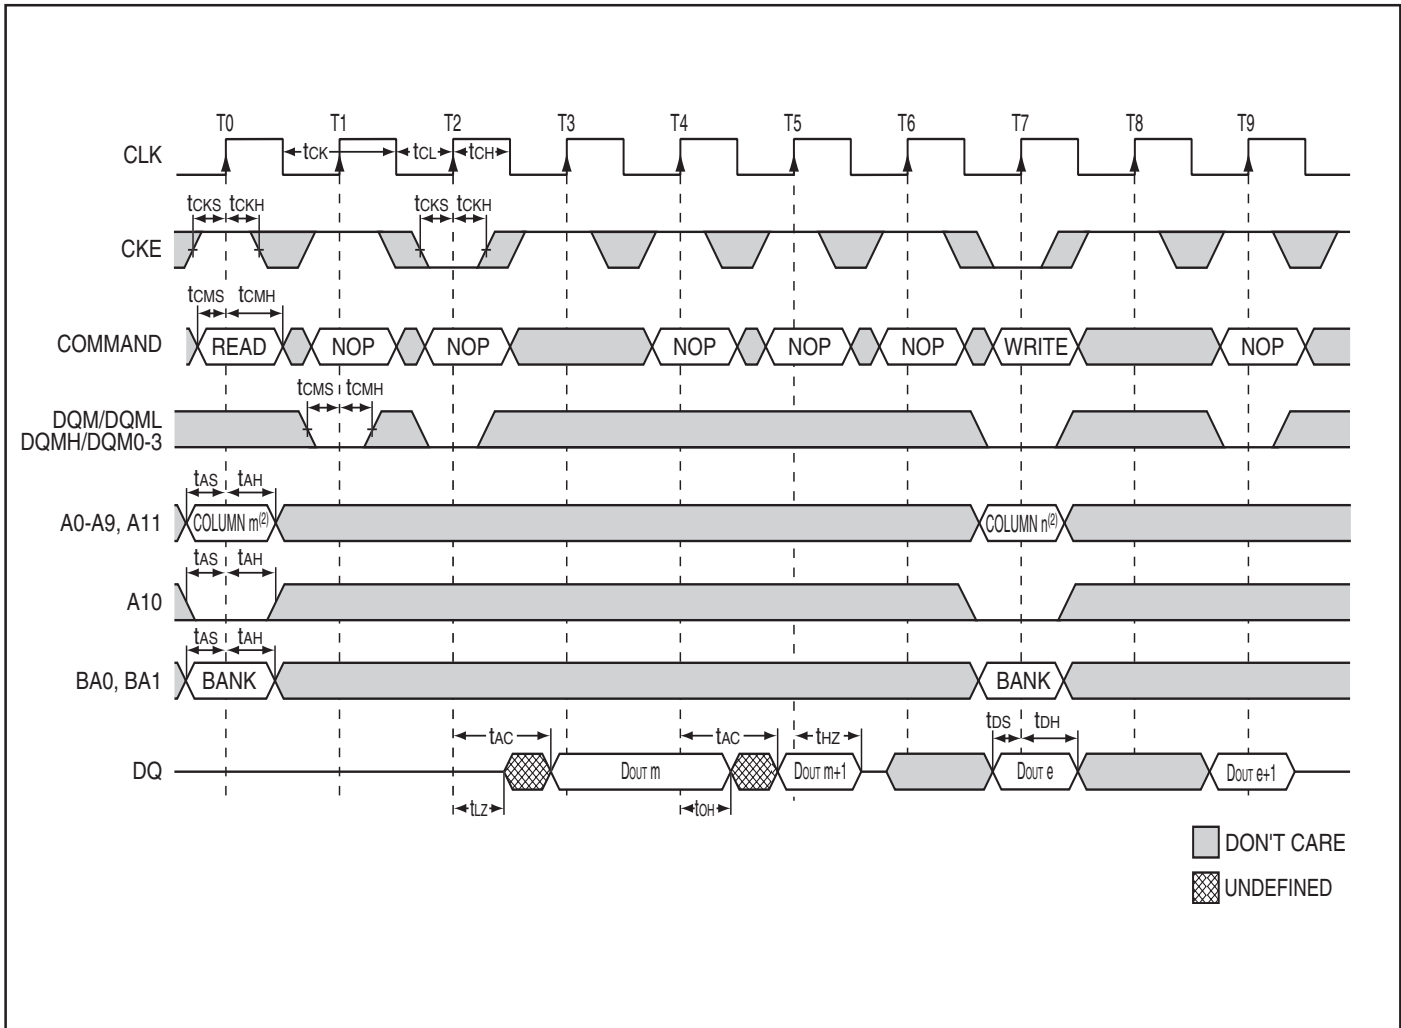 T0 T1 T2 T3 T4 T5 T6 T7 T8 T9
CLK tCK tCL tCH
tCKS tCKH tCKS tCKH
CKE
tCMS tCMH
COMMAND READ NOP NOP NOP NOP NOP WRITE NOP
tCMS tCMH
DQM/DQML
DQMH/DQM0-3
tAS tAH
A0-A9, A11 COLUMN m(2) COLUMN n(2)
tAS tAH
A10
tAS tAH
BA0, BA1 BANK BANK
tAC tAC tHZ tDS tDH
DQ DOUT m DOUT m+1 DOUT e DOUT e+1
tLZ tOH
DON'T CARE
UNDEFINED